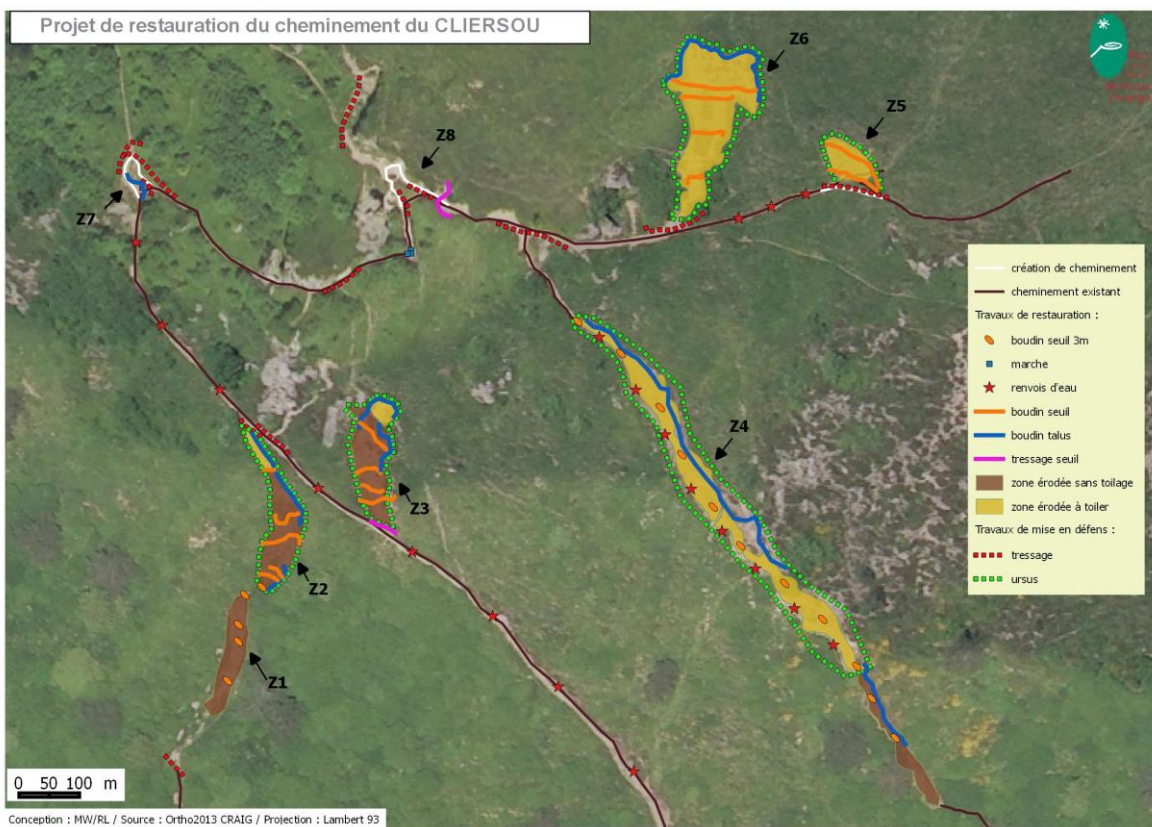 Projet de restauration du cheminement du CLIERSOU
Z6
Z5
Z8
Z7
création de cheminement
cheminement existant
Travaux de restauration :
boudin seuil 3m
marche
renvois d'eau
boudin seuil
boudin talus
tressage seuil
zone érodée sans toilage
zone érodée à toiler
Travaux de mise en défens :
tressage
ursus
Z4
Z3
Z2
Z1
0 50 100 m
Conception : MW/RL / Source : Ortho2013 CRAIG / Projection : Lambert 93